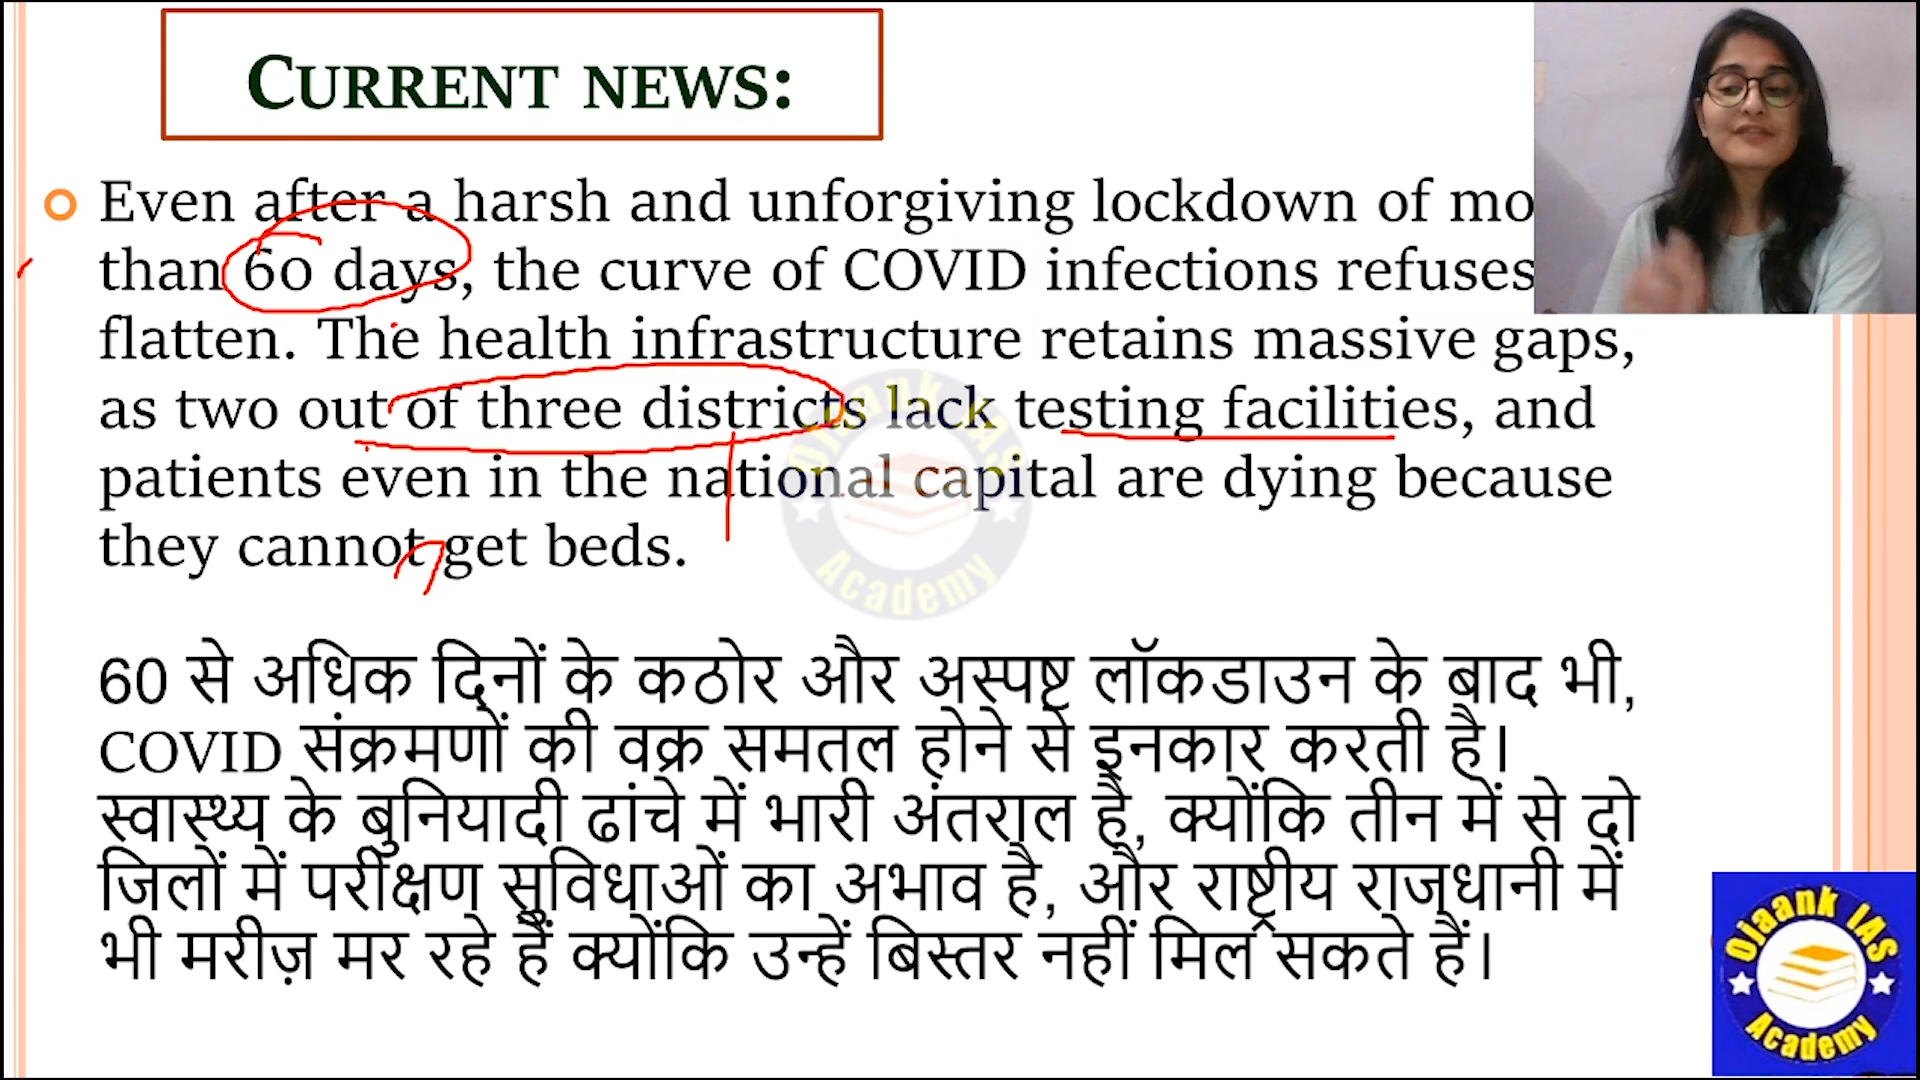 CURRENT NEWS:
Even after a harsh and unforgiving lockdown of mo
than 60 days, the curve of COVID infections refuses
flatten. The health infrastructure retains massive gaps,
as two out of three districts lack testing facilities, and
patients even in the national capital are dying because
they cannot get beds.
60 से अधिक दिनों के कठोर और अस्पष्ट लॉकडाउन के बाद भी,
COVID संक्रमणों की वक्र समतल होने से इनकार करती है।
स्वास्थ्य के बुनियादी ढांचे में भारी अंतराल है, क्योंकि तीन में से दो
जिलों में परीक्षण सुविधाओं का अभाव है, और राष्ट्रीय राजधानी में
भी मरीज़ मर रहे हैं क्योंकि उन्हें बिस्तर नहीं मिल सकते हैं।
Ojaank IAS
Academy
Ojaank IAS
Academy